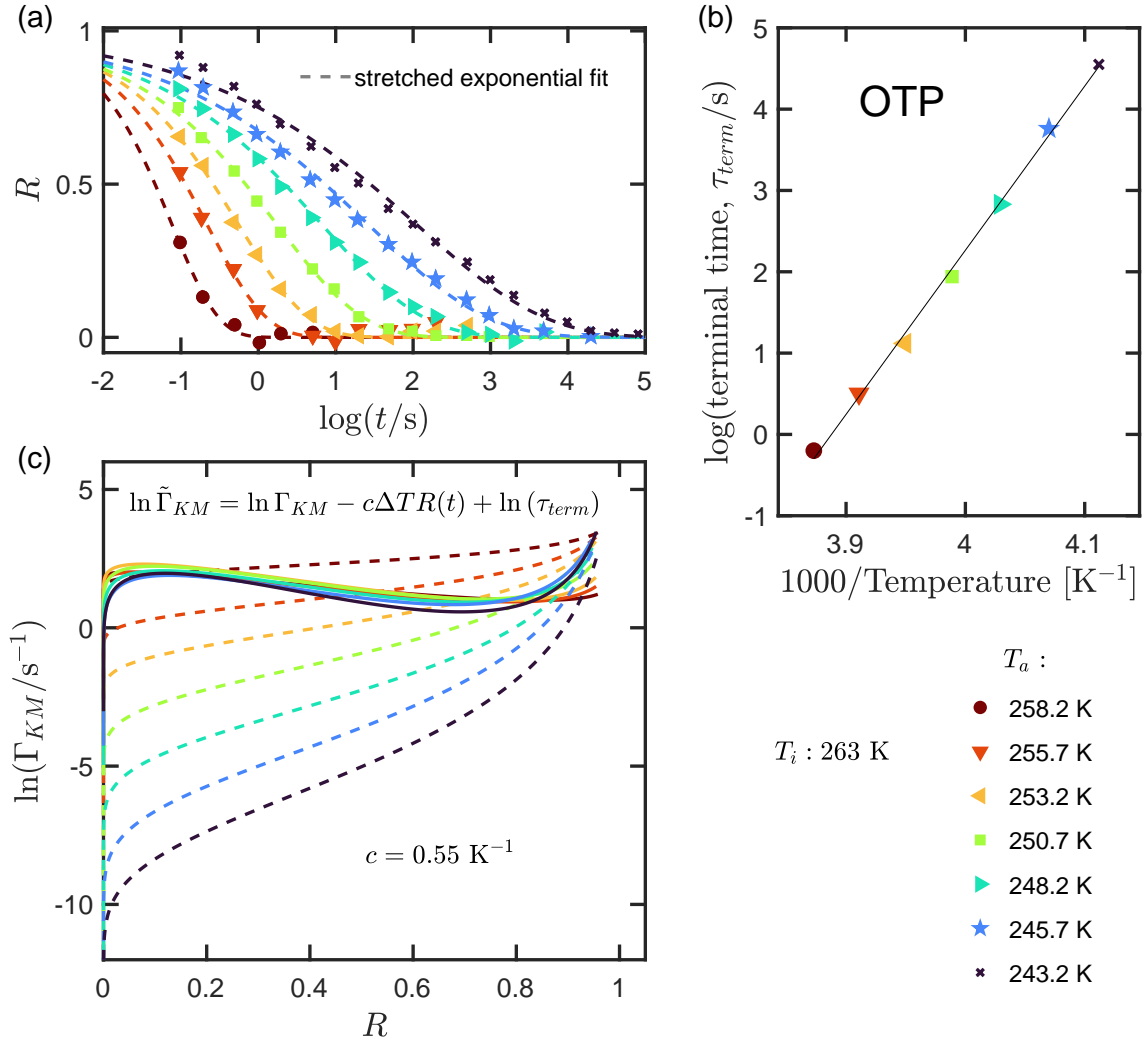 (a)
1
0.5
0
R
stretched exponential fit
-2 -1 0 1 2 3 4 5
log(t/s)
(b)
5
4
3
2
1
0
-1
log(terminal time, τ_term/s)
OTP
3.9 4 4.1
1000/Temperature [K⁻¹]
(c)
5
0
-5
-10
ln(Γ_KM/s⁻¹)
ln Γ̃_KM = ln Γ_KM − cΔTR(t) + ln (τ_term)
c = 0.55 K⁻¹
0 0.2 0.4 0.6 0.8 1
R
T_i : 263 K
T_a :
258.2 K
255.7 K
253.2 K
250.7 K
248.2 K
245.7 K
243.2 K